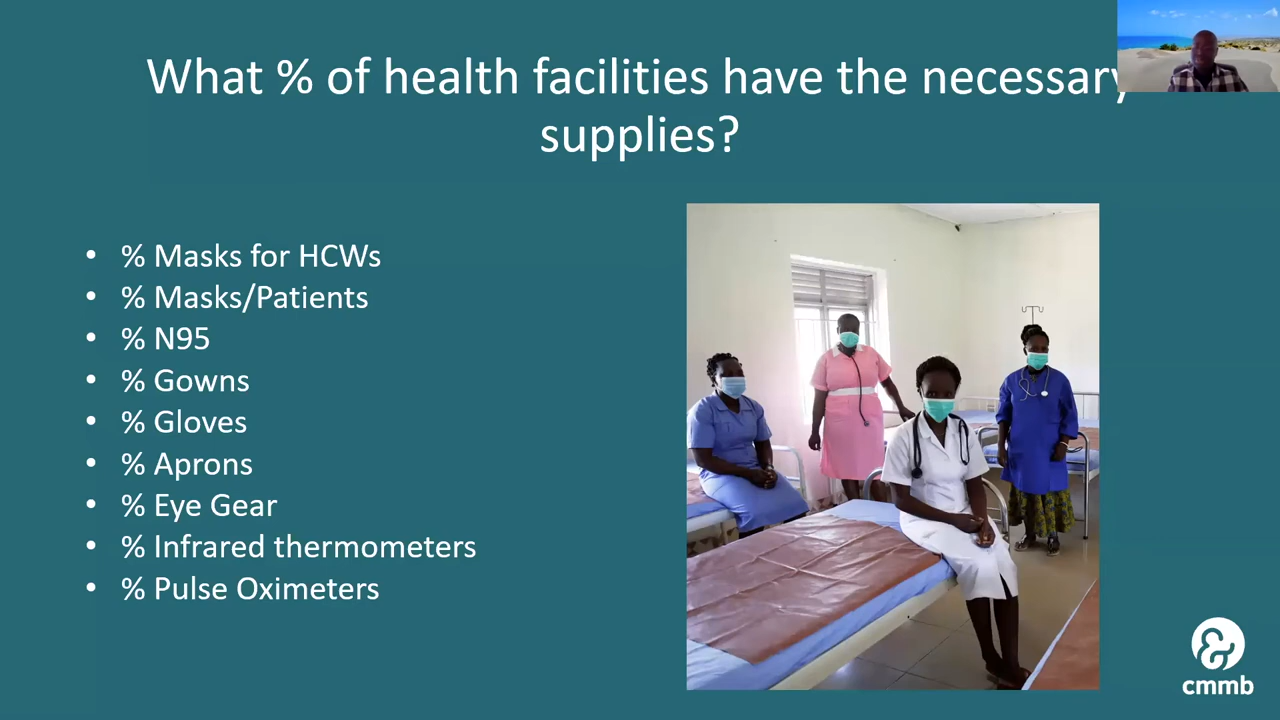 What % of health facilities have the necessary
supplies?
• % Masks for HCWs
• % Masks/Patients
• % N95
• % Gowns
• % Gloves
• % Aprons
• % Eye Gear
• % Infrared thermometers
• % Pulse Oximeters
cmmb